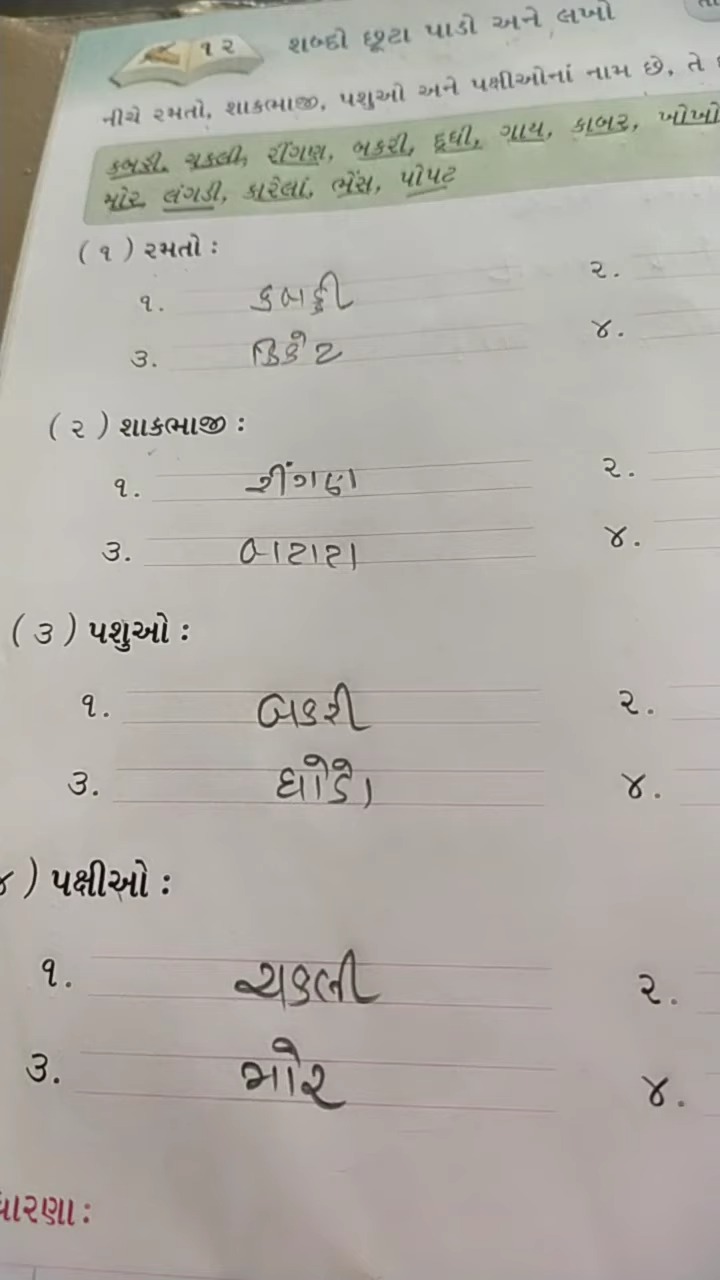 ૧૨ શબ્દો છૂટા પાડો અને લખો
નીચે રમતો, શાકભાજી, પશુઓ અને પક્ષીઓનાં નામ છે, તે
કબડ્ડી, ચકલી, રીંગણ, બકરી, દૂધી, ગાય, કાબર, ખોખો
મોર, લંગડી, કારેલાં, ભેંસ, પોપટ
(૧) રમતો :
૧. કબડ્ડી ૨.
૩. ક્રિકેટ ૪.
(૨) શાકભાજી :
૧. રીંગણ ૨.
૩. બટાટા ૪.
(૩) પશુઓ :
૧. બકરી ૨.
૩. ઘોડો ૪.
૪) પક્ષીઓ :
૧. ચકલી ૨.
૩. મોર ૪.
ધારણા: